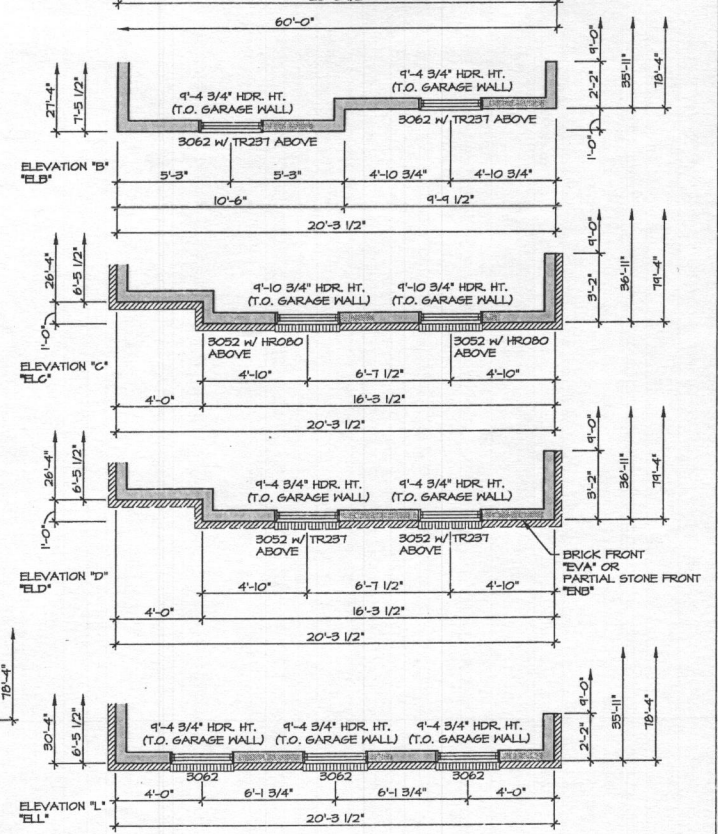 60'-0"
9'-4 3/4" HDR. HT.
(T.O. GARAGE WALL)
9'-4 3/4" HDR. HT.
(T.O. GARAGE WALL)
27'-4"
7'-5 1/2"
9'-0"
2'-2"
35'-11"
78'-4"
1'-0"
3062 W/ TR237 ABOVE
3062 W/ TR237 ABOVE
ELEVATION "B"
"ELB"
5'-3"
5'-3"
4'-10 3/4"
4'-10 3/4"
10'-6"
9'-9 1/2"
20'-3 1/2"
26'-4"
6'-5 1/2"
1'-0"
9'-10 3/4" HDR. HT.
(T.O. GARAGE WALL)
9'-10 3/4" HDR. HT.
(T.O. GARAGE WALL)
9'-0"
3'-2"
36'-11"
79'-4"
3052 W/ HR080
ABOVE
3052 W/ HR080
ABOVE
ELEVATION "C"
"ELC"
4'-10"
6'-7 1/2"
4'-10"
4'-0"
16'-3 1/2"
20'-3 1/2"
26'-4"
6'-5 1/2"
1'-0"
9'-4 3/4" HDR. HT.
(T.O. GARAGE WALL)
9'-4 3/4" HDR. HT.
(T.O. GARAGE WALL)
9'-0"
3'-2"
36'-11"
79'-4"
3052 W/ TR237
ABOVE
3052 W/ TR237
ABOVE
BRICK FRONT
"EVA" OR
PARTIAL STONE FRONT
"ENB"
ELEVATION "D"
"ELD"
4'-10"
6'-7 1/2"
4'-10"
4'-0"
16'-3 1/2"
20'-3 1/2"
78'-4"
30'-4"
6'-5 1/2"
9'-4 3/4" HDR. HT.
(T.O. GARAGE WALL)
9'-4 3/4" HDR. HT.
(T.O. GARAGE WALL)
9'-4 3/4" HDR. HT.
(T.O. GARAGE WALL)
9'-0"
2'-2"
35'-11"
78'-4"
3062
3062
3062
ELEVATION "L"
"ELL"
4'-0"
6'-1 3/4"
6'-1 3/4"
4'-0"
20'-3 1/2"